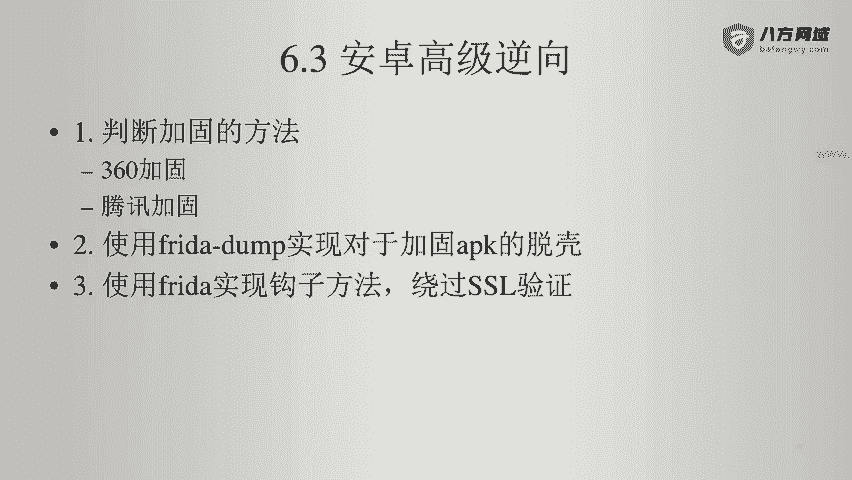 八方网域
bafangwy.com
6.3 安卓高级逆向
• 1. 判断加固的方法
– 360加固
– 腾讯加固
• 2. 使用frida-dump实现对于加固apk的脱壳
• 3. 使用frida实现钩子方法，绕过SSL验证
www.